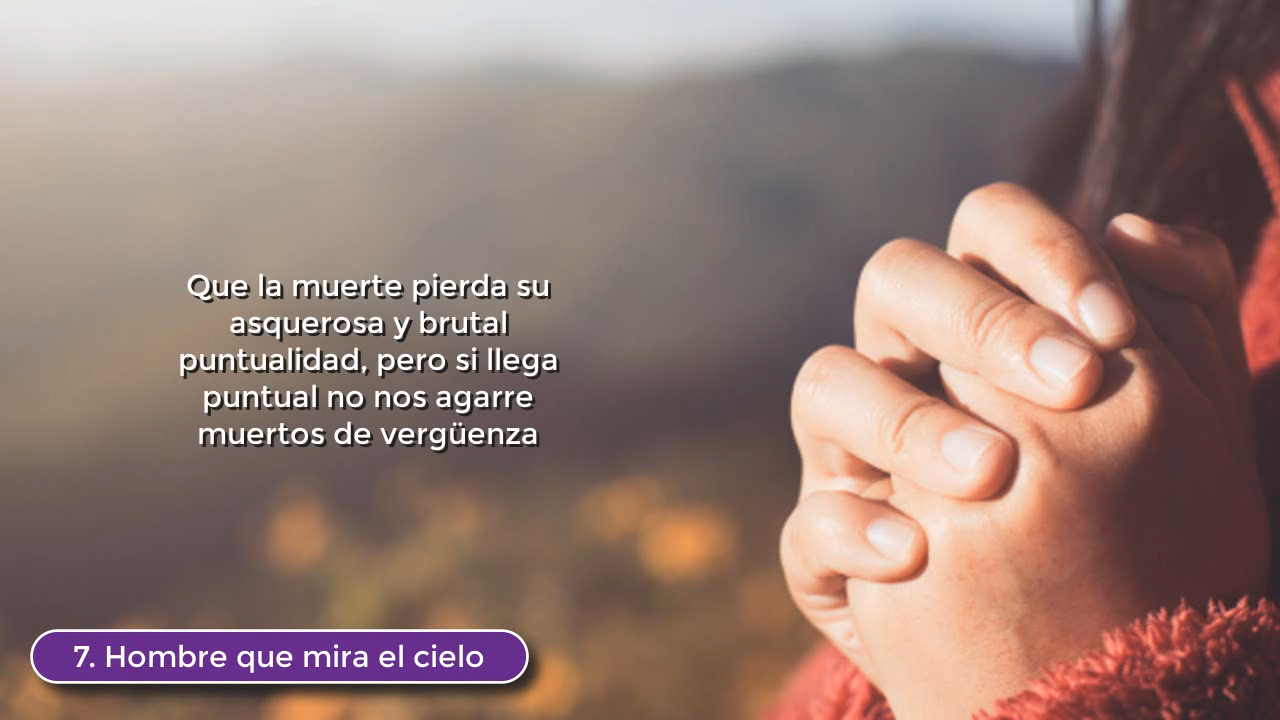 Que la muerte pierda su
asquerosa y brutal
puntualidad, pero si llega
puntual no nos agarre
muertos de vergüenza
7. Hombre que mira el cielo